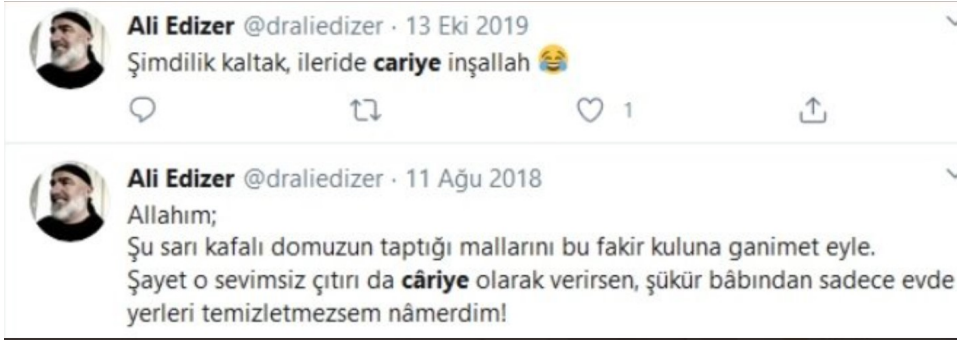 Ali Edizer @draliedizer · 13 Eki 2019
Şimdilik kaltak, ileride cariye inşallah 😂
1
Ali Edizer @draliedizer · 11 Ağu 2018
Allahım;
Şu sarı kafalı domuzun taptığı mallarını bu fakir kuluna ganimet eyle.
Şayet o sevimsiz çıtırı da câriye olarak verirsen, şükür bâbından sadece evde
yerleri temizletmezsem nâmerdim!